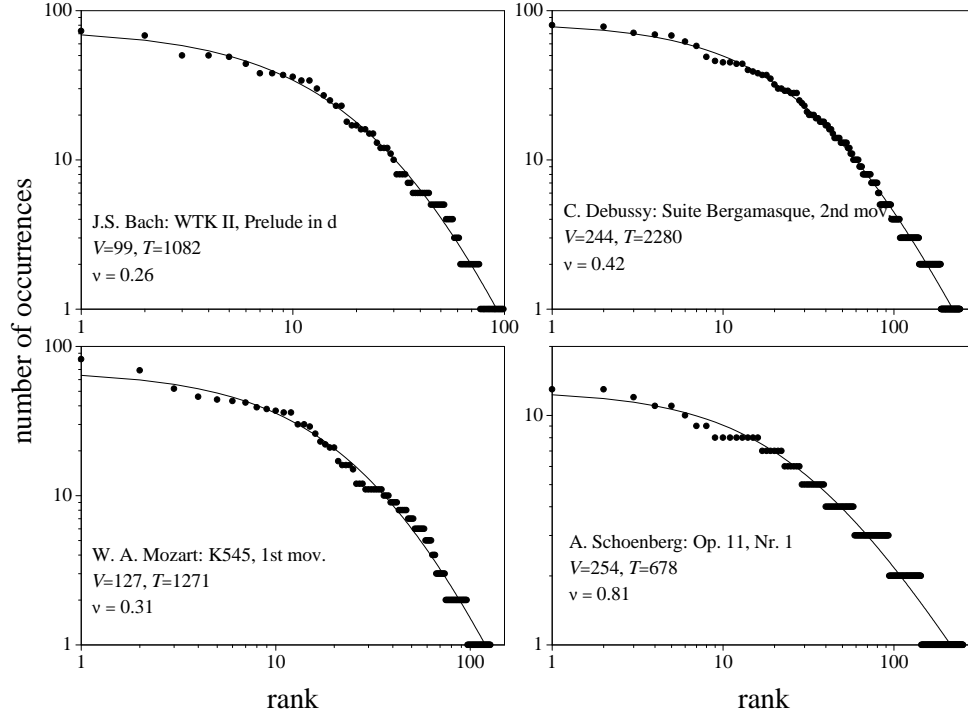 number of occurrences
100
10
1
1
10
100
J.S. Bach: WTK II, Prelude in d
V=99, T=1082
ν = 0.26
100
10
1
1
10
100
C. Debussy: Suite Bergamasque, 2nd mov.
V=244, T=2280
ν = 0.42
100
10
1
1
10
100
W. A. Mozart: K545, 1st mov.
V=127, T=1271
ν = 0.31
rank
10
1
1
10
100
A. Schoenberg: Op. 11, Nr. 1
V=254, T=678
ν = 0.81
rank